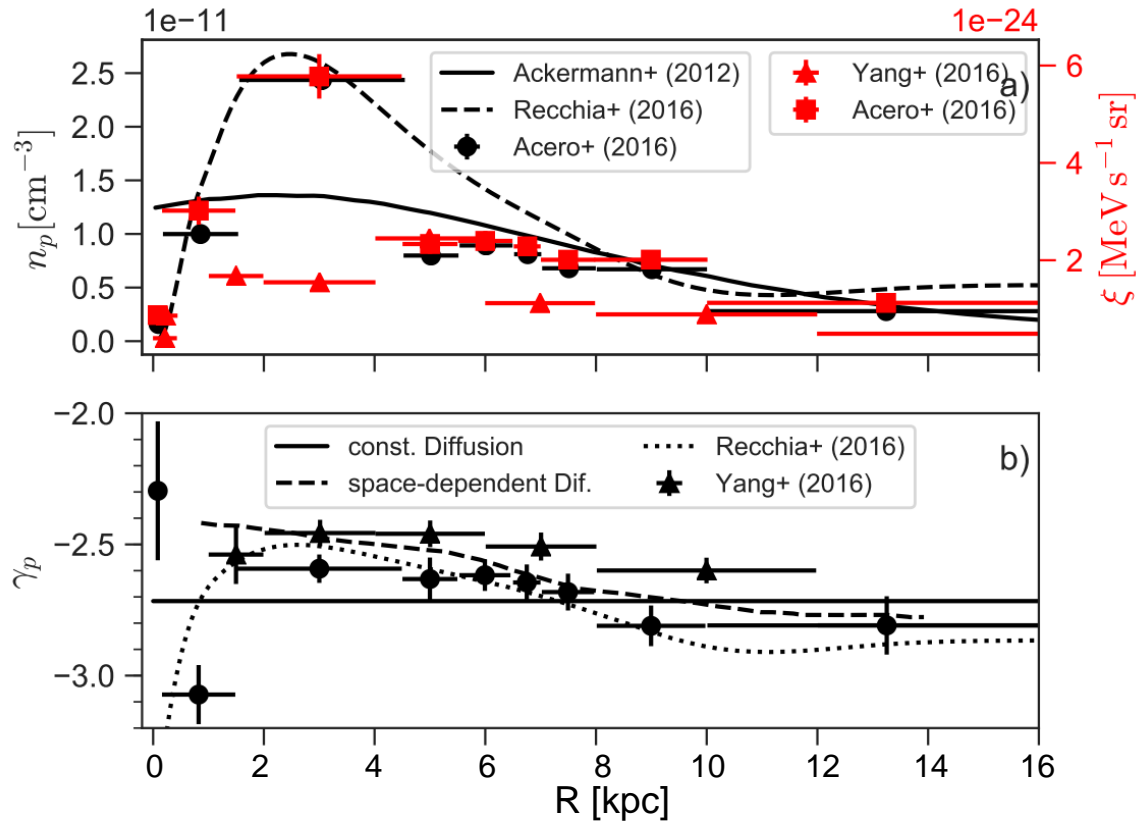 1e−11 1e−24
Ackermann+ (2012)
Recchia+ (2016)
Acero+ (2016)
Yang+ (2016)
Acero+ (2016)
a)
n_p [cm⁻³]
2.5
2.0
1.5
1.0
0.5
0.0
6
4
2
ξ [MeV s⁻¹ sr]
const. Diffusion
space-dependent Dif.
Recchia+ (2016)
Yang+ (2016)
b)
γ_p
−2.0
−2.5
−3.0
0 2 4 6 8 10 12 14 16
R [kpc]